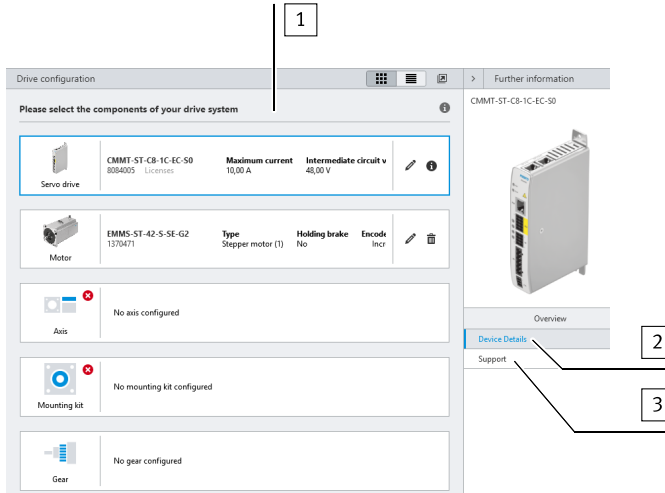 1
Drive configuration
Further information
Please select the components of your drive system
CMMT-ST-C8-1C-EC-S0
CMMT-ST-C8-1C-EC-S0
Maximum current
Intermediate circuit v
8084005
Licenses
10,00 A
48,00 V
Servo drive
EMMS-ST-42-S-SE-G2
Type
Holding brake
Encode
1370471
Stepper motor (1)
No
Incr
Motor
No axis configured
Axis
Overview
Device Details
2
Support
No mounting kit configured
Mounting kit
3
No gear configured
Gear